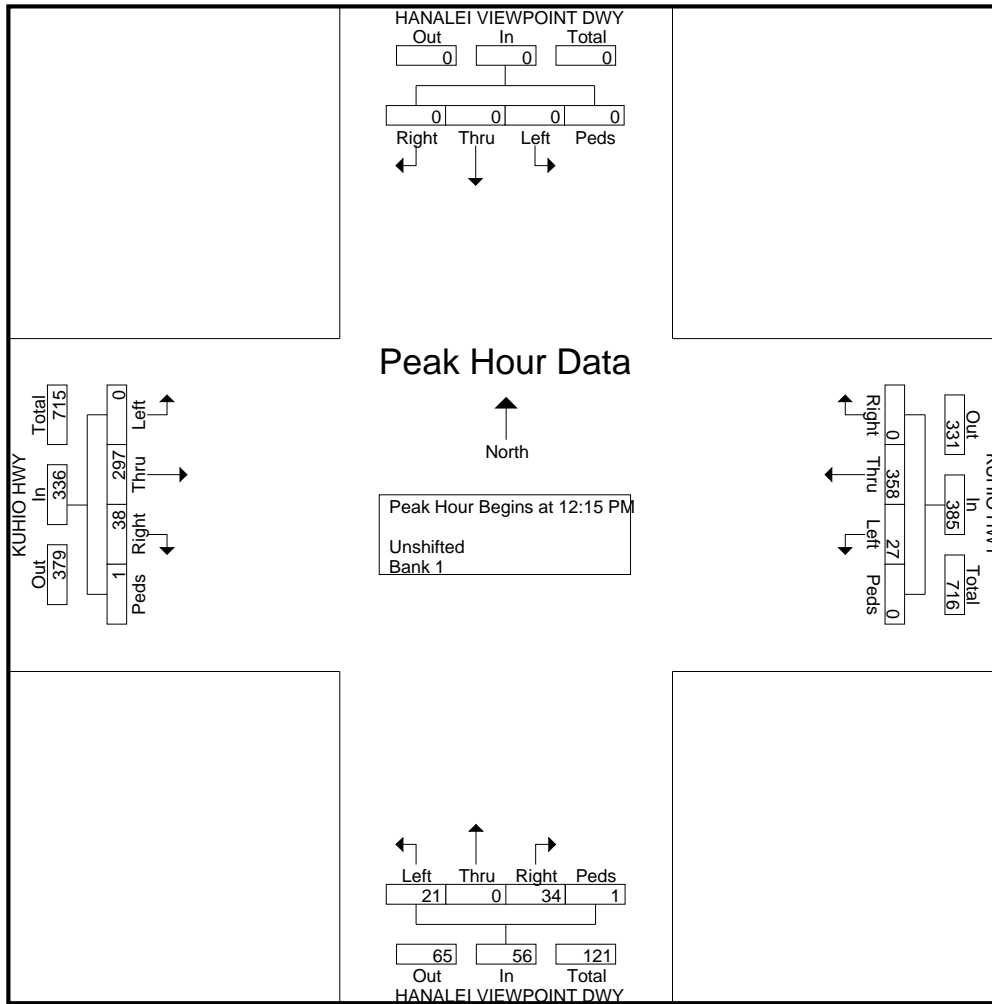 HANALEI VIEWPOINT DWY
Out In Total
0 0 0
0 0 0 0
Right Thru Left Peds
Peak Hour Data
North
Peak Hour Begins at 12:15 PM
Unshifted
Bank 1
KUHIO HWY
Total In Out
715 336 379
0 297 38 1
Left Thru Right Peds
Right Thru Left Peds
0 358 27 0
331 385 716
Out In Total
KUHIO HWY
Left Thru Right Peds
21 0 34 1
65 56 121
Out In Total
HANALEI VIEWPOINT DWY